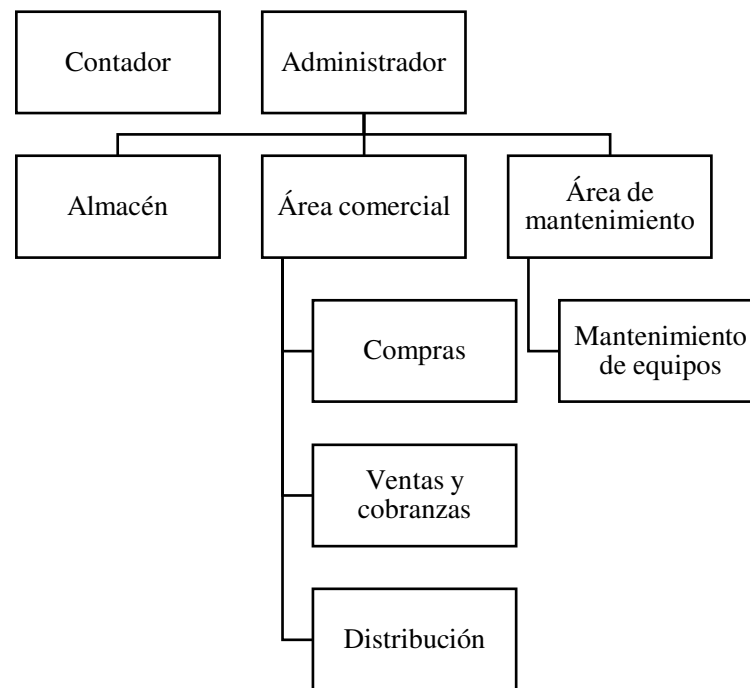 Contador
Administrador
Almacén
Área comercial
Área de
mantenimiento
Compras
Mantenimiento
de equipos
Ventas y
cobranzas
Distribución